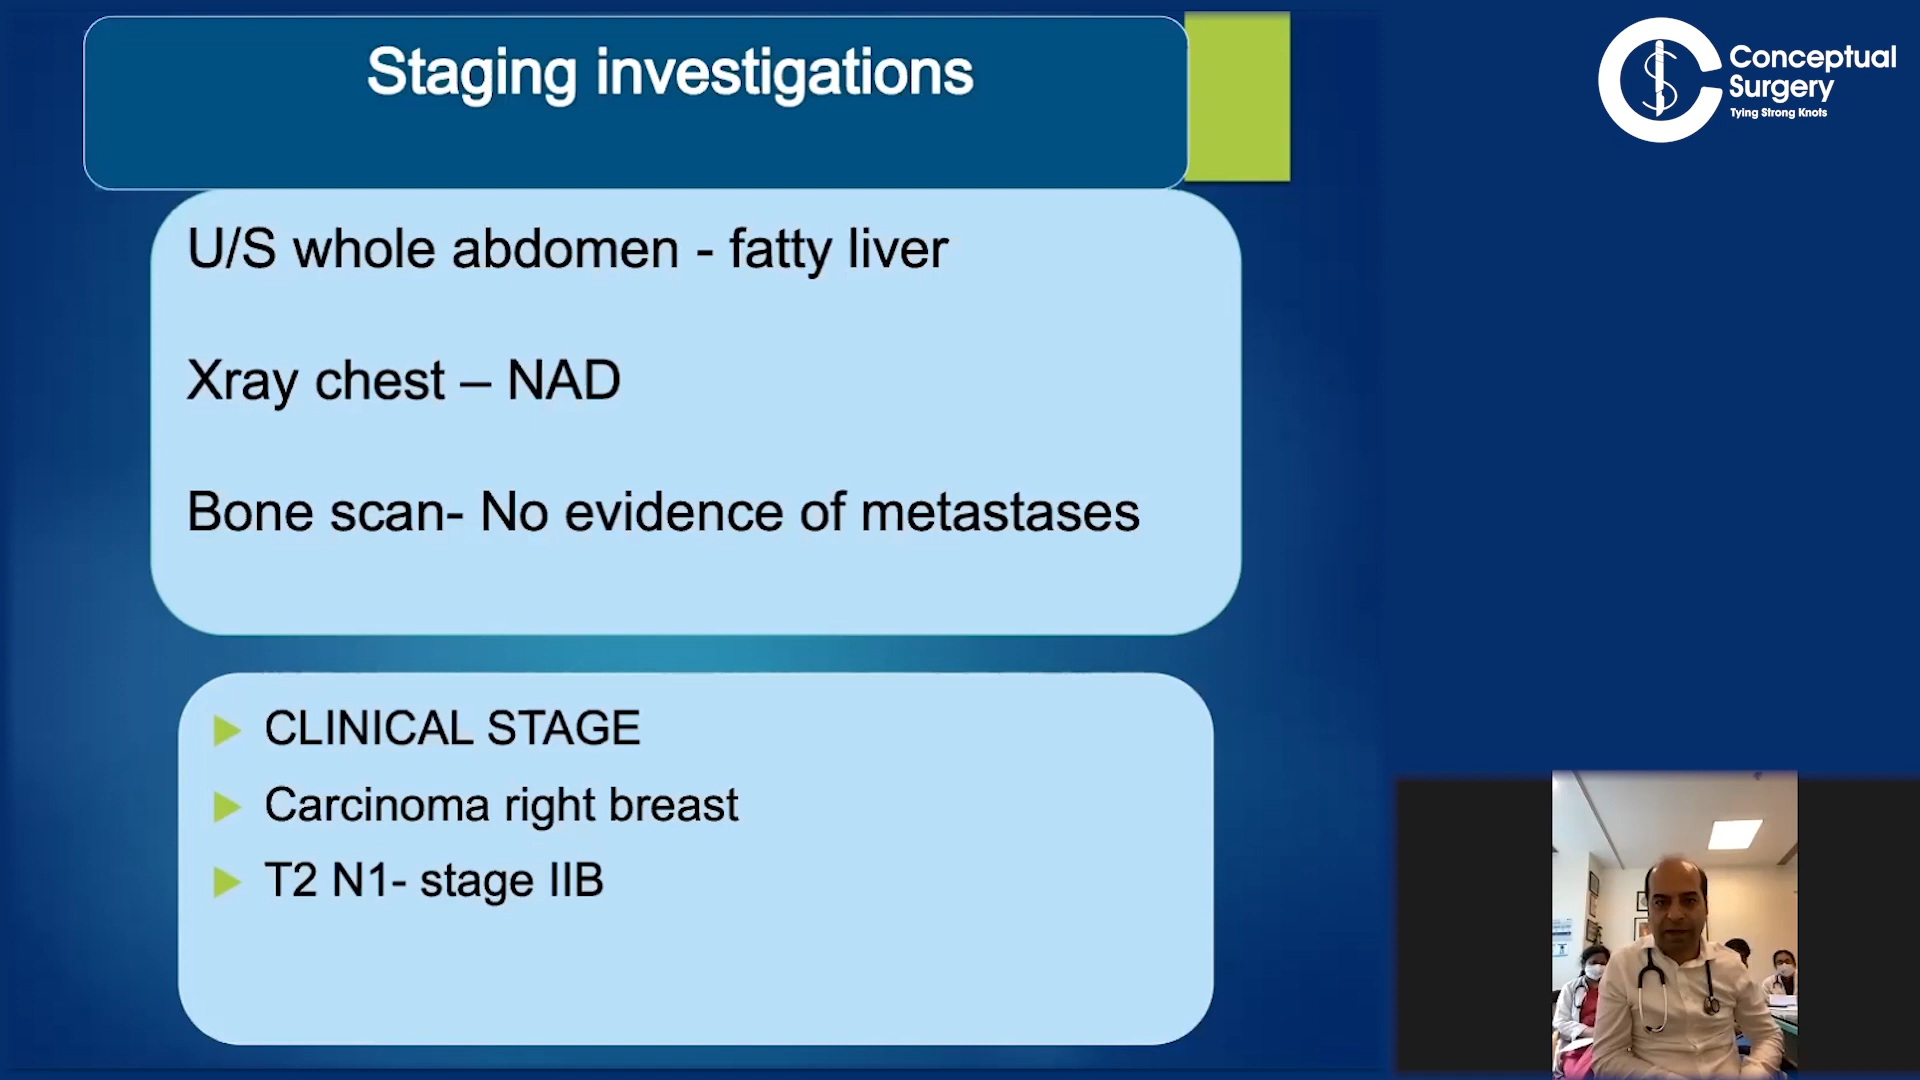 Staging investigations
Conceptual
Surgery
Tying Strong Knots
U/S whole abdomen - fatty liver
Xray chest – NAD
Bone scan- No evidence of metastases
CLINICAL STAGE
Carcinoma right breast
T2 N1- stage IIB